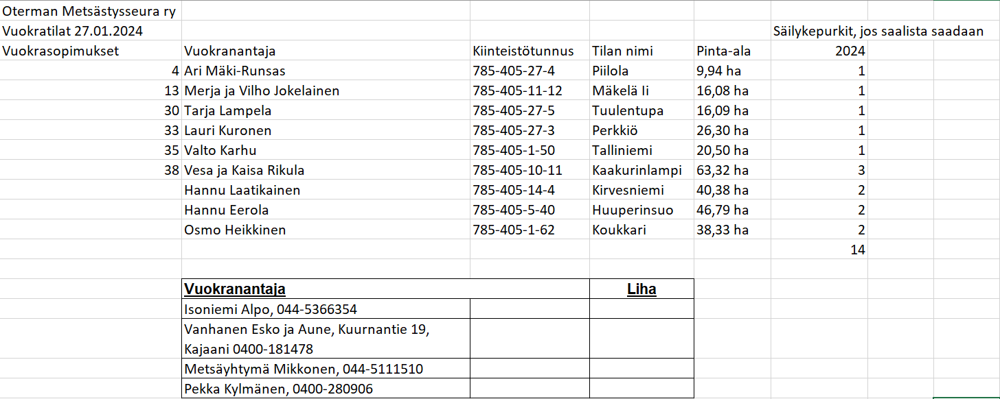 Oterman Metsästysseura ry
Vuokratilat 27.01.2024 Säilykepurkit, jos saalista saadaan
Vuokrasopimukset Vuokranantaja Kiinteistötunnus Tilan nimi Pinta-ala 2024
4 Ari Mäki-Runsas 785-405-27-4 Piilola 9,94 ha 1
13 Merja ja Vilho Jokelainen 785-405-11-12 Mäkelä Ii 16,08 ha 1
30 Tarja Lampela 785-405-27-5 Tuulentupa 16,09 ha 1
33 Lauri Kuronen 785-405-27-3 Perkkiö 26,30 ha 1
35 Valto Karhu 785-405-1-50 Talliniemi 20,50 ha 1
38 Vesa ja Kaisa Rikula 785-405-10-11 Kaakurinlampi 63,32 ha 3
Hannu Laatikainen 785-405-14-4 Kirvesniemi 40,38 ha 2
Hannu Eerola 785-405-5-40 Huuperinsuo 46,79 ha 2
Osmo Heikkinen 785-405-1-62 Koukkari 38,33 ha 2
14
Vuokranantaja Liha
Isoniemi Alpo, 044-5366354
Vanhanen Esko ja Aune, Kuurnantie 19,
Kajaani 0400-181478
Metsäyhtymä Mikkonen, 044-5111510
Pekka Kylmänen, 0400-280906